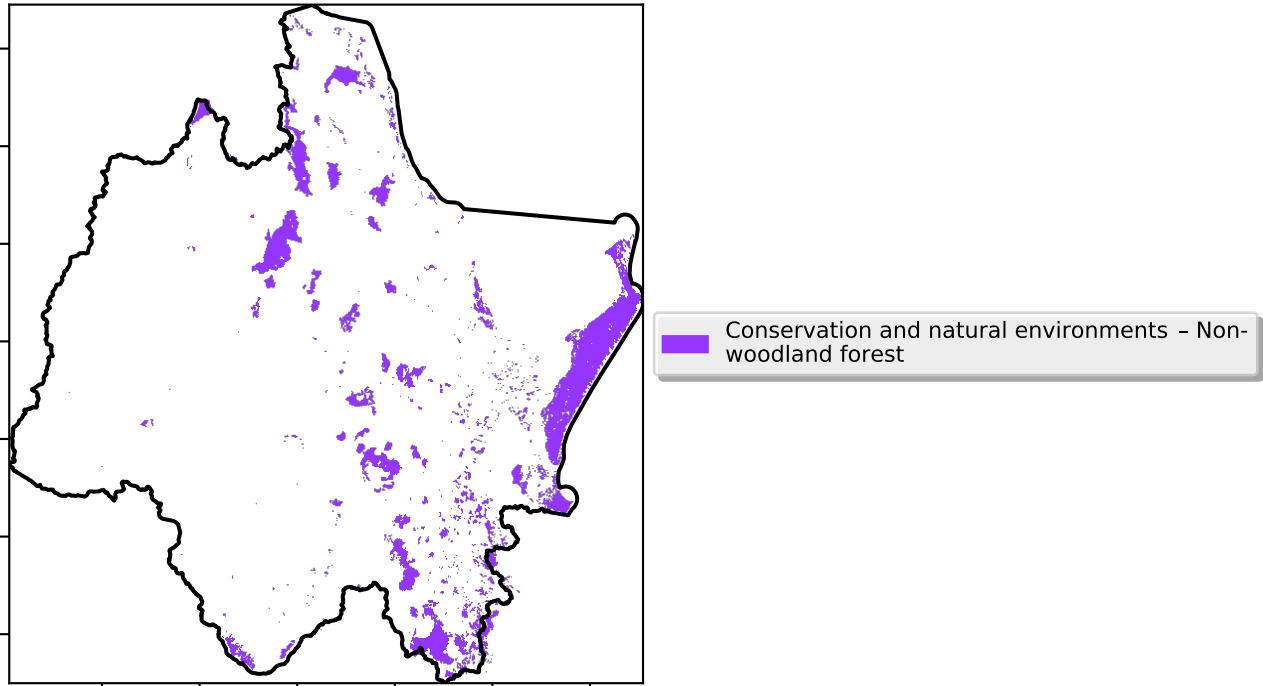 Conservation and natural environments – Non-
woodland forest